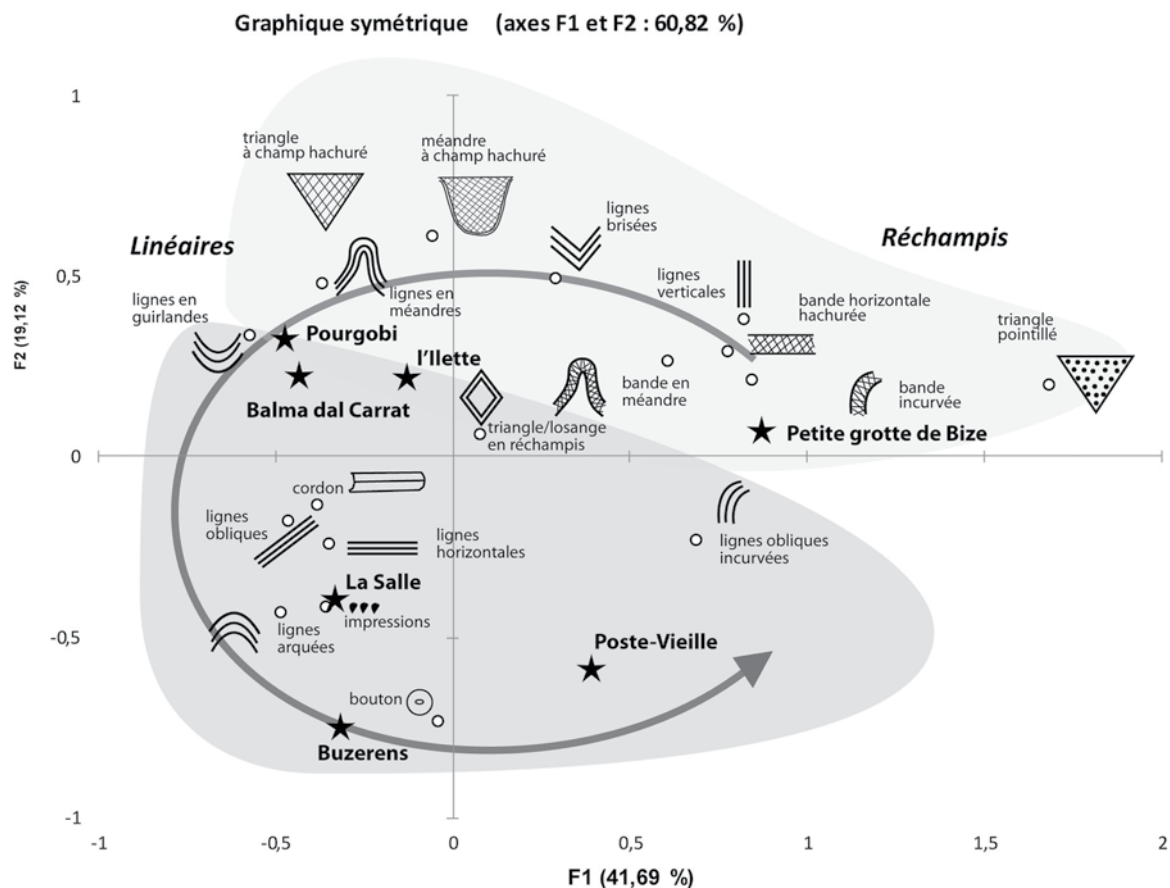 Graphique symétrique (axes F1 et F2 : 60,82 %)
1
triangle
à champ hachuré
méandre
à champ hachuré
lignes
brisées
Linéaires
Réchampis
0,5
lignes
verticales
lignes en
guirlandes
lignes en
méandres
bande horizontale
hachurée
triangle
pointillé
Pourgobi
l'Ilette
F2 (19,12 %)
bande en
méandre
bande
incurvée
Balma dal Carrat
triangle/losange
en réchampis
Petite grotte de Bize
0
cordon
lignes
obliques
lignes
horizontales
lignes obliques
incurvées
La Salle
impressions
-0,5
lignes
arquées
Poste-Vieille
bouton
Buzerens
-1
-1
-0,5
0
0,5
1
1,5
2
F1 (41,69 %)